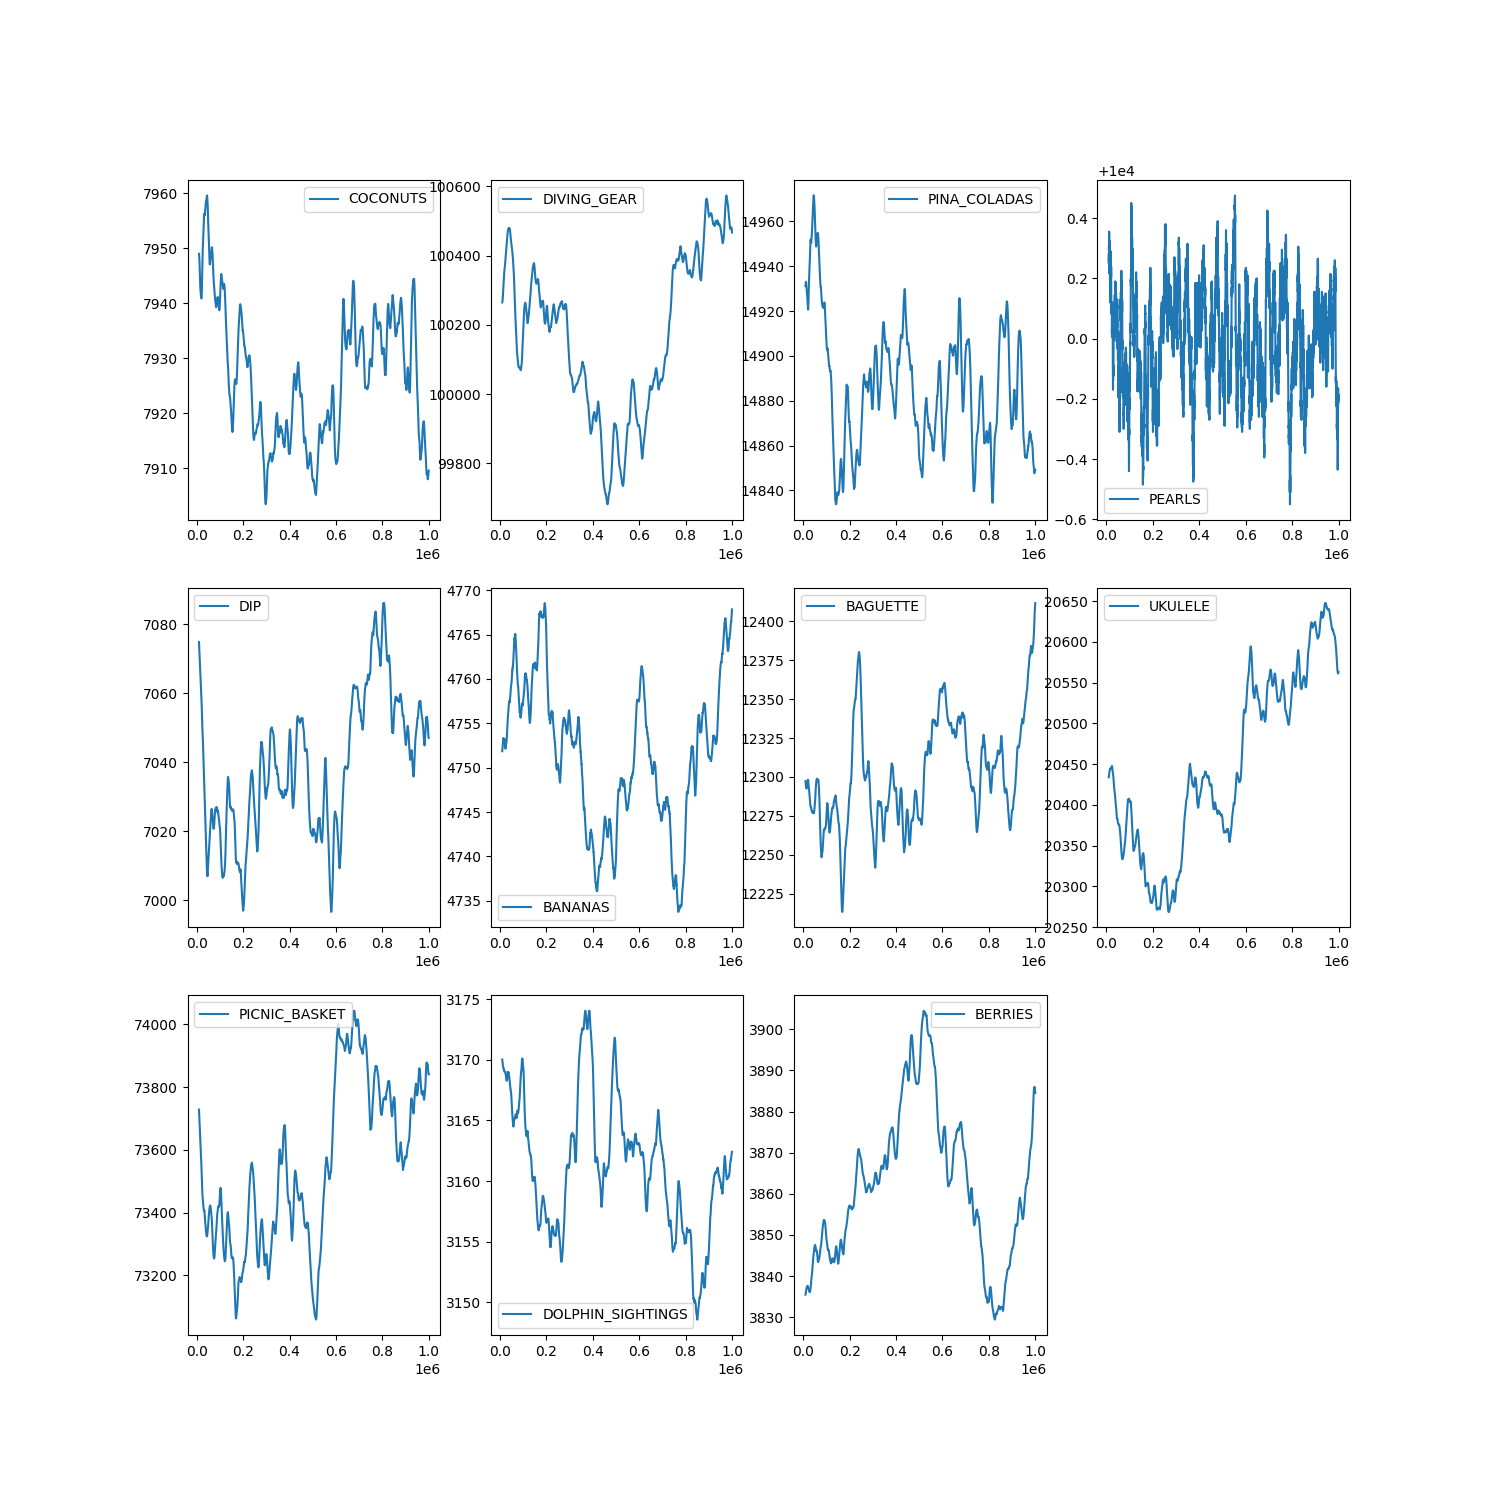 COCONUTS
7960
7950
7940
7930
7920
7910
0.0 0.2 0.4 0.6 0.8 1.0
1e6
DIVING_GEAR
100600
100400
100200
100000
99800
0.0 0.2 0.4 0.6 0.8 1.0
1e6
PINA_COLADAS
14960
14940
14920
14900
14880
14860
14840
0.0 0.2 0.4 0.6 0.8 1.0
1e6
+1e4
0.4
0.2
0.0
−0.2
−0.4
−0.6
PEARLS
0.0 0.2 0.4 0.6 0.8 1.0
1e6
DIP
7080
7060
7040
7020
7000
0.0 0.2 0.4 0.6 0.8 1.0
1e6
4770
4765
4760
4755
4750
4745
4740
4735
BANANAS
0.0 0.2 0.4 0.6 0.8 1.0
1e6
BAGUETTE
12400
12375
12350
12325
12300
12275
12250
12225
0.0 0.2 0.4 0.6 0.8 1.0
1e6
UKULELE
20650
20600
20550
20500
20450
20400
20350
20300
20250
0.0 0.2 0.4 0.6 0.8 1.0
1e6
PICNIC_BASKET
74000
73800
73600
73400
73200
0.0 0.2 0.4 0.6 0.8 1.0
1e6
3175
3170
3165
3160
3155
3150
DOLPHIN_SIGHTINGS
0.0 0.2 0.4 0.6 0.8 1.0
1e6
BERRIES
3900
3890
3880
3870
3860
3850
3840
3830
0.0 0.2 0.4 0.6 0.8 1.0
1e6